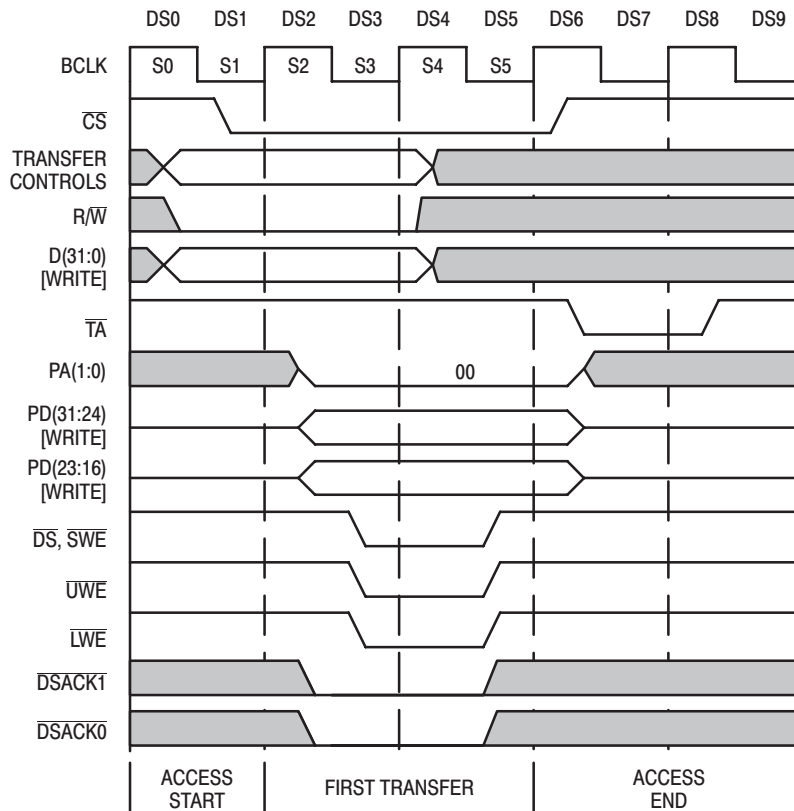 DS0 DS1 DS2 DS3 DS4 DS5 DS6 DS7 DS8 DS9
BCLK S0 S1 S2 S3 S4 S5
CS
TRANSFER
CONTROLS
R/W
D(31:0)
[WRITE]
TA
PA(1:0) 00
PD(31:24)
[WRITE]
PD(23:16)
[WRITE]
DS, SWE
UWE
LWE
DSACK1
DSACK0
ACCESS
START
FIRST TRANSFER
ACCESS
END